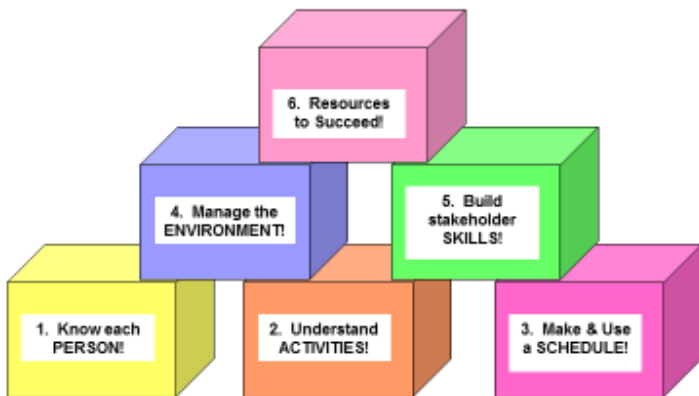 6. Resources
to Succeed!
4. Manage the
ENVIRONMENT!
5. Build
stakeholder
SKILLS!
1. Know each
PERSON!
2. Understand
ACTIVITIES!
3. Make & Use
a SCHEDULE!